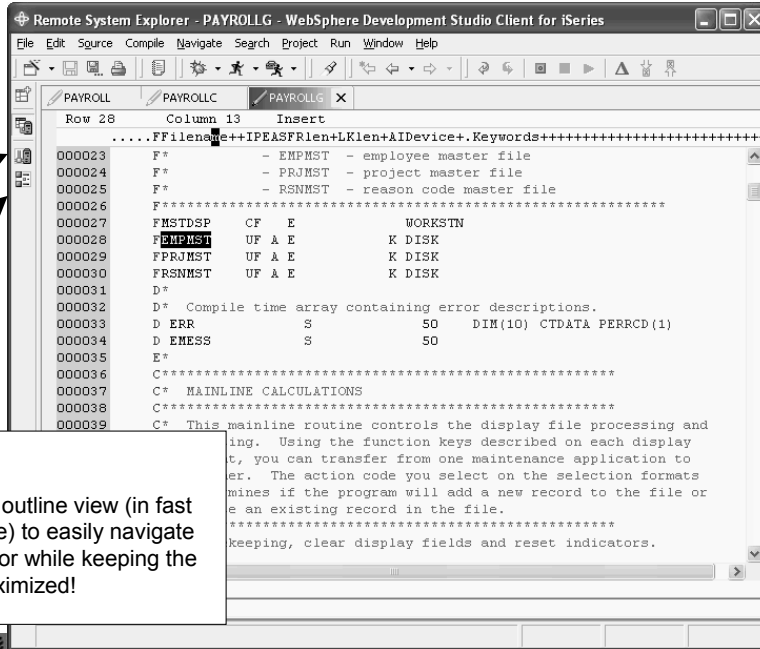 Remote System Explorer - PAYROLLG - WebSphere Development Studio Client for iSeries
File Edit Source Compile Navigate Search Project Run Window Help
PAYROLL PAYROLLC PAYROLLG
Row 28 Column 13 Insert
.....FFilename++IPEASFRlen+LKlen+AIDevice+.Keywords+++++++++++++++++++++++++++
000023 F* - EMPMST - employee master file
000024 F* - PRJMST - project master file
000025 F* - RSNMST - reason code master file
000026 F*************************************************************
000027 FMSTDSP CF E WORKSTN
000028 FEMPMST UF A E K DISK
000029 FPRJMST UF A E K DISK
000030 FRSNMST UF A E K DISK
000031 D*
000032 D* Compile time array containing error descriptions.
000033 D ERR S 50 DIM(10) CTDATA PERRCD(1)
000034 D EMESS S 50
000035 E*
000036 C*******************************************************
000037 C* MAINLINE CALCULATIONS
000038 C*******************************************************
000039 C* This mainline routine controls the display file processing and
ing. Using the function keys described on each display
t, you can transfer from one maintenance application to
er. The action code you select on the selection formats
mines if the program will add a new record to the file or
e an existing record in the file.
*******************************************
keeping, clear display fields and reset indicators.
outline view (in fast
e) to easily navigate
or while keeping the
ximized!